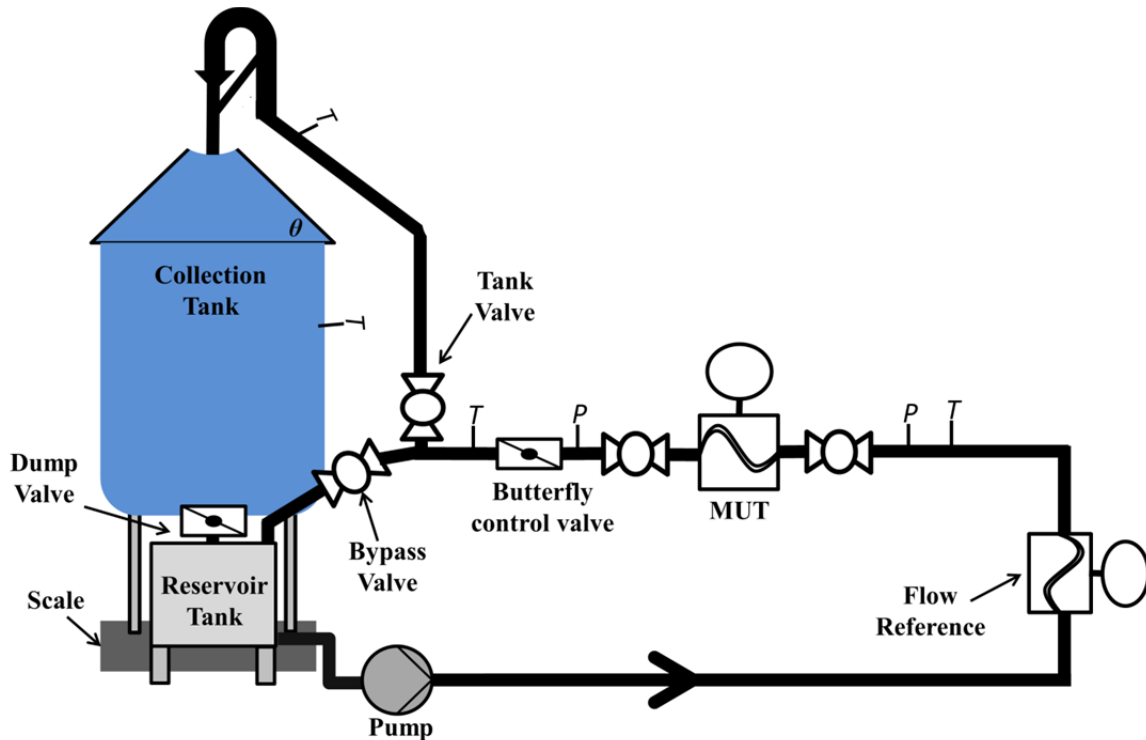 T
θ
Collection
Tank
T
Tank
Valve
T
P
P
T
Dump
Valve
Butterfly
control valve
MUT
Bypass
Valve
Reservoir
Tank
Scale
Flow
Reference
Pump